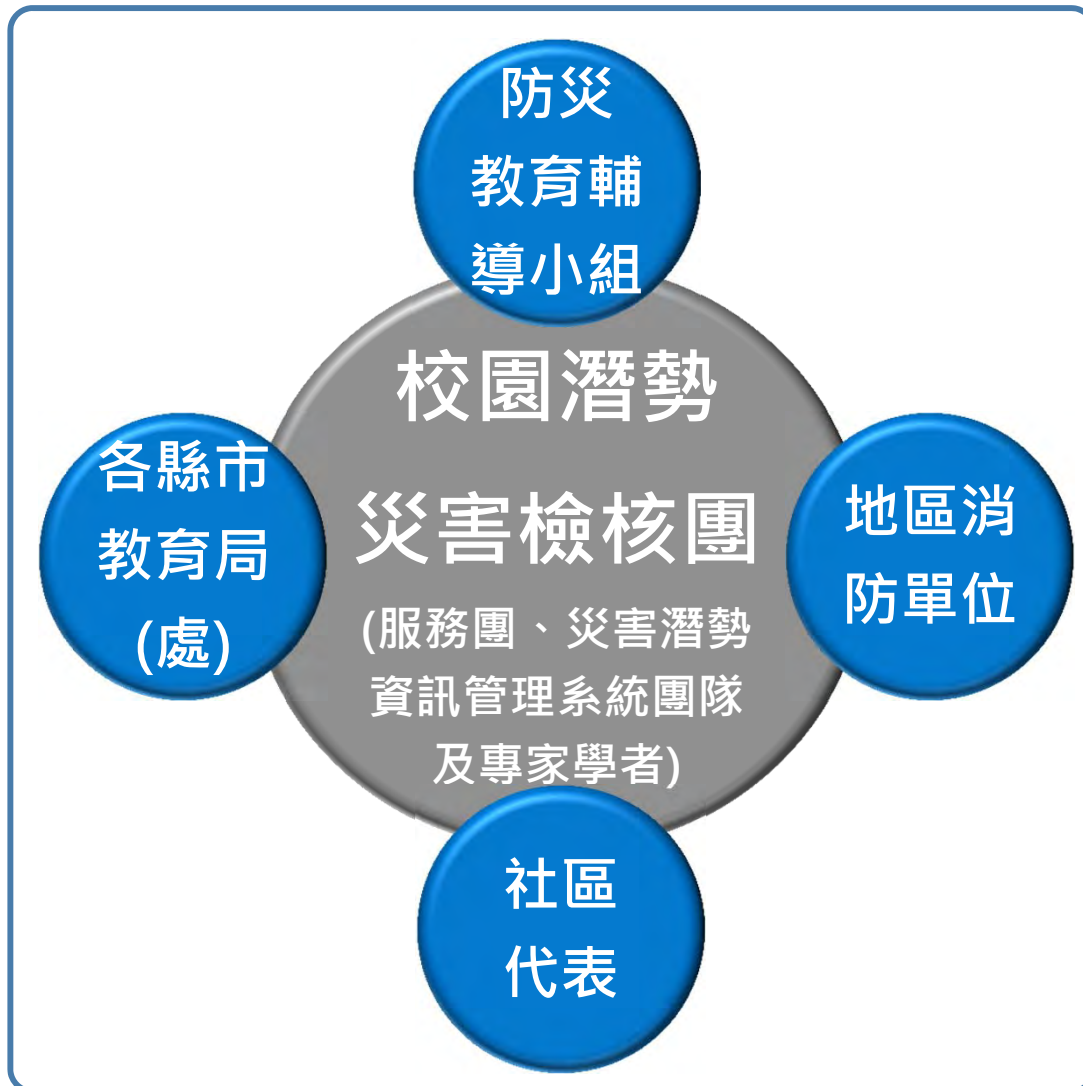 防災
教育輔
導小組
校園潛勢
災害檢核團
(服務團、災害潛勢
資訊管理系統團隊
及專家學者)
各縣市
教育局
(處)
地區消
防單位
社區
代表